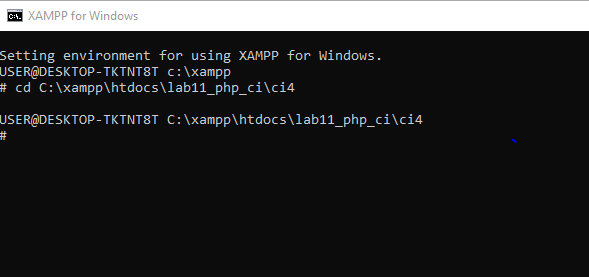 XAMPP for Windows
Setting environment for using XAMPP for Windows.
USER@DESKTOP-TKTNT8T c:\xampp
# cd C:\xampp\htdocs\lab11_php_ci\ci4
USER@DESKTOP-TKTNT8T C:\xampp\htdocs\lab11_php_ci\ci4
#